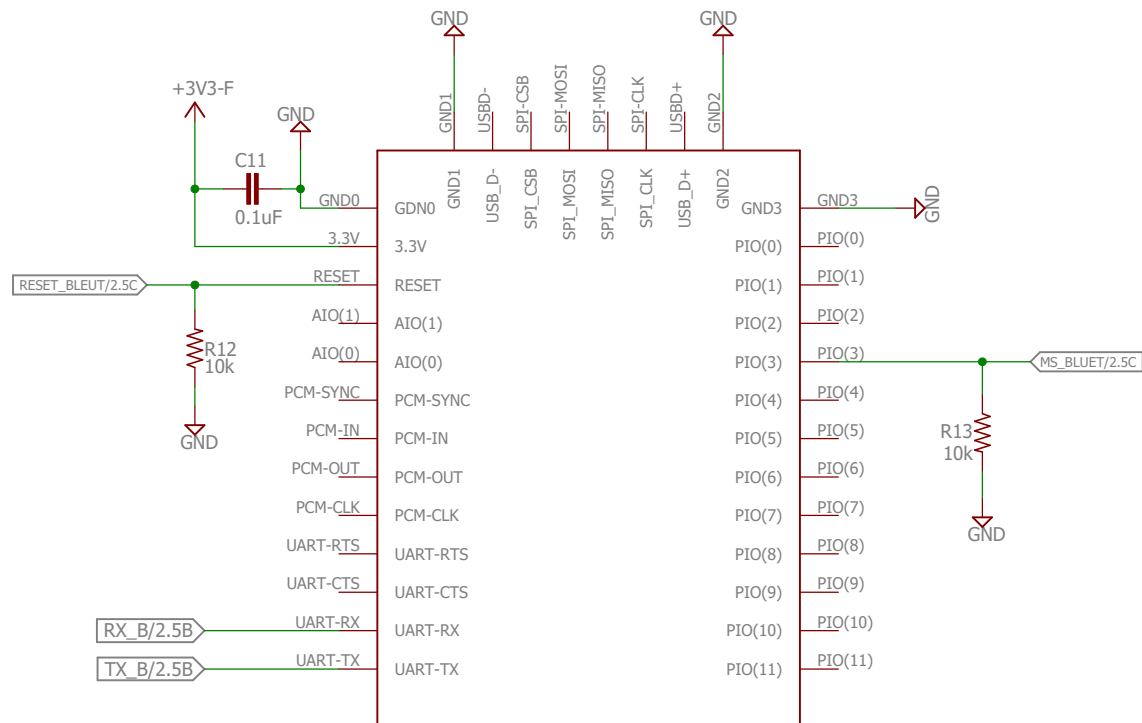 GND
GND
+3V3-F
GND
C11
0.1uF
GND1
USBD-
SPI-CSB
SPI-MOSI
SPI-MISO
SPI-CLK
USBD+
GND2
GND1
USB_D-
SPI_CSB
SPI_MOSI
SPI_MISO
SPI_CLK
USB_D+
GND2
GND0
GDN0
3.3V
3.3V
RESET_BLEUT/2.5C
RESET
RESET
R12
10k
GND
AIO(1)
AIO(1)
AIO(0)
AIO(0)
PCM-SYNC
PCM-SYNC
PCM-IN
PCM-IN
PCM-OUT
PCM-OUT
PCM-CLK
PCM-CLK
UART-RTS
UART-RTS
UART-CTS
UART-CTS
RX_B/2.5B
UART-RX
UART-RX
TX_B/2.5B
UART-TX
UART-TX
GND3
GND3
GND
PIO(0)
PIO(0)
PIO(1)
PIO(1)
PIO(2)
PIO(2)
PIO(3)
PIO(3)
MS_BLUET/2.5C
R13
10k
GND
PIO(4)
PIO(4)
PIO(5)
PIO(5)
PIO(6)
PIO(6)
PIO(7)
PIO(7)
PIO(8)
PIO(8)
PIO(9)
PIO(9)
PIO(10)
PIO(10)
PIO(11)
PIO(11)